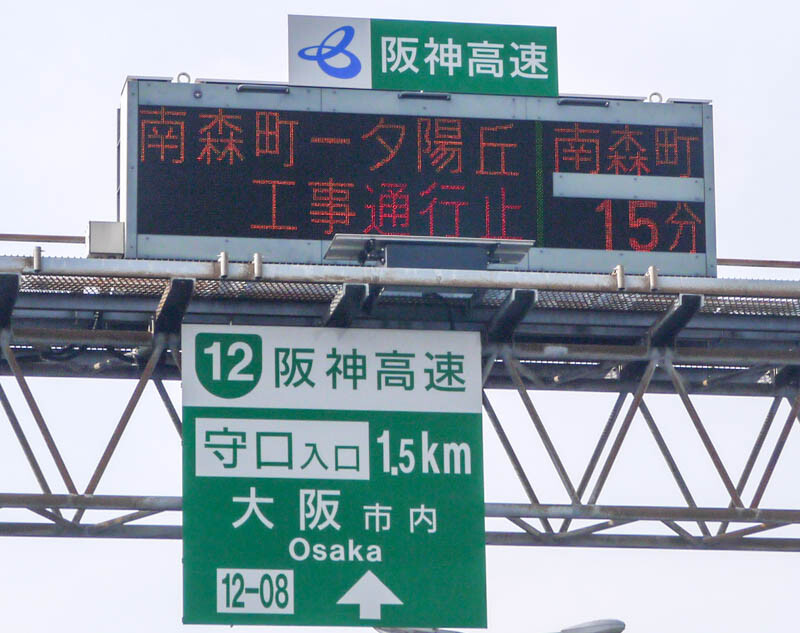 阪神高速
南森町ー夕陽丘
工事通行止
南森町
15分
12 阪神高速
守口入口 1.5km
大阪市内
Osaka
12-08